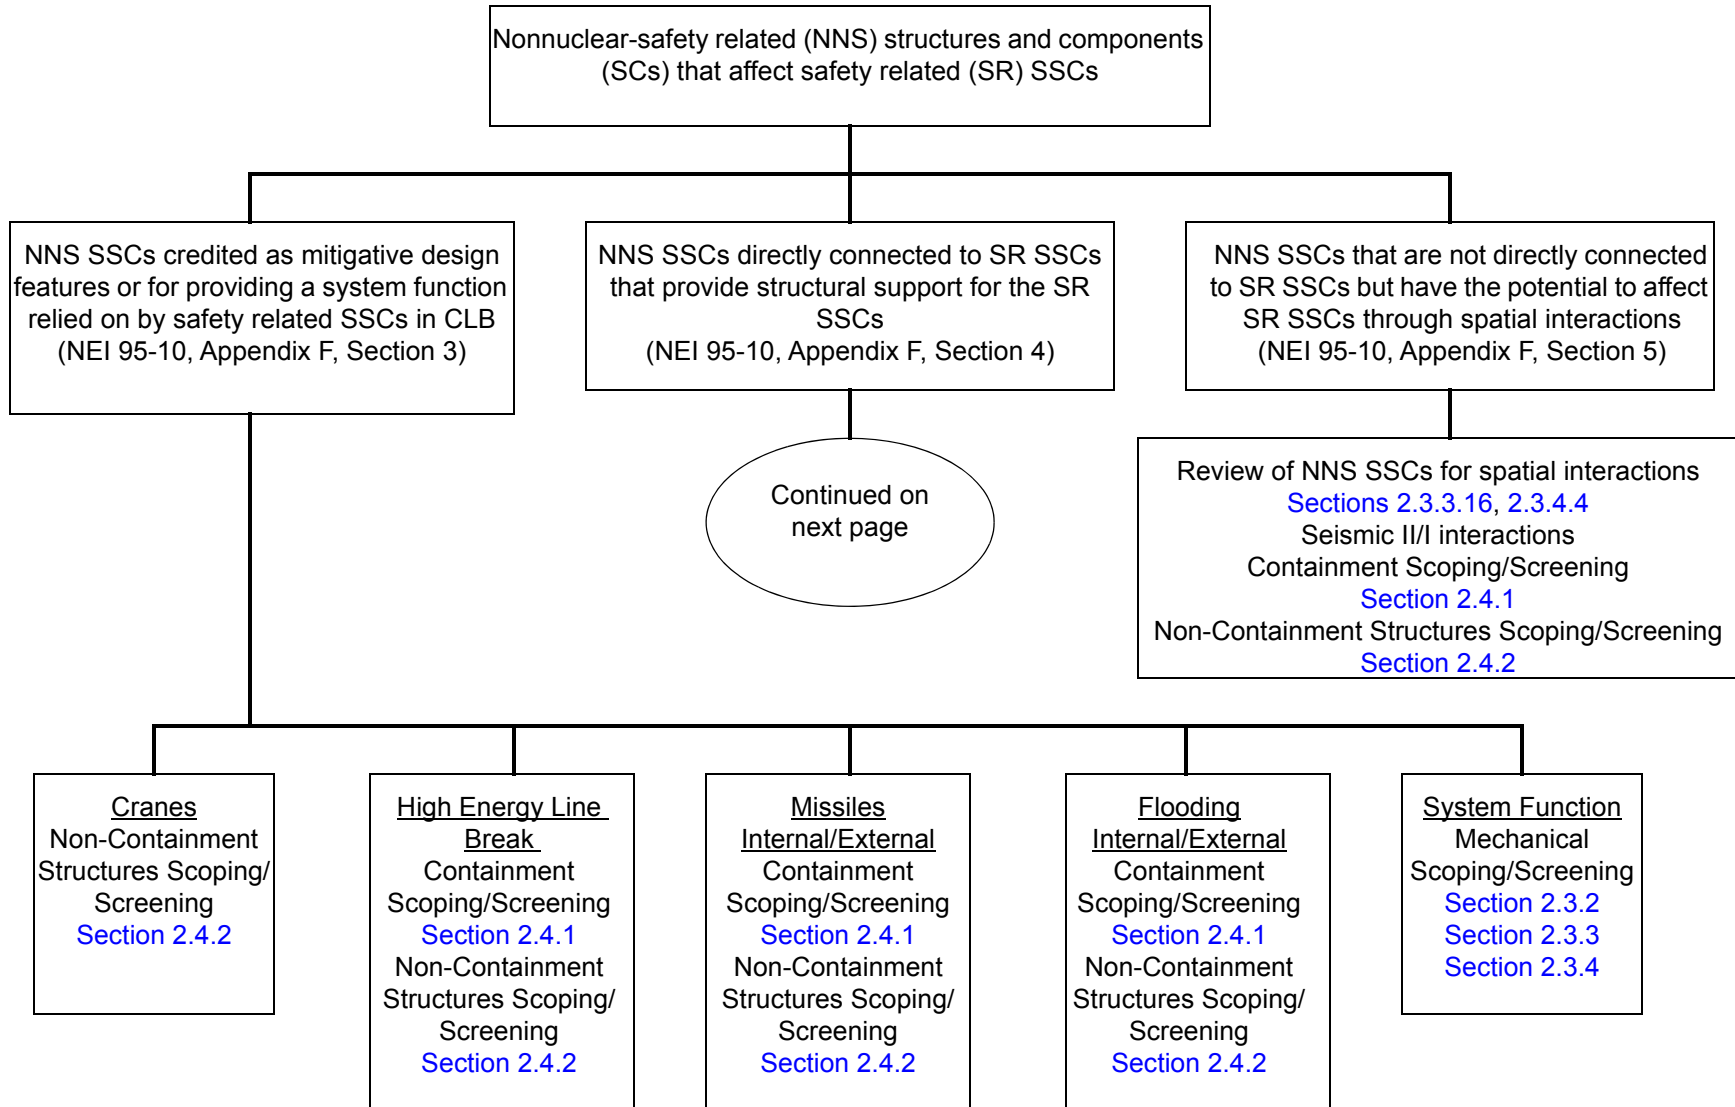 Nonnuclear-safety related (NNS) structures and components
(SCs) that affect safety related (SR) SSCs
NNS SSCs credited as mitigative design
features or for providing a system function
relied on by safety related SSCs in CLB
(NEI 95-10, Appendix F, Section 3)
NNS SSCs directly connected to SR SSCs
that provide structural support for the SR
SSCs
(NEI 95-10, Appendix F, Section 4)
NNS SSCs that are not directly connected
to SR SSCs but have the potential to affect
SR SSCs through spatial interactions
(NEI 95-10, Appendix F, Section 5)
Continued on
next page
Review of NNS SSCs for spatial interactions
Sections 2.3.3.16, 2.3.4.4
Seismic II/I interactions
Containment Scoping/Screening
Section 2.4.1
Non-Containment Structures Scoping/Screening
Section 2.4.2
Cranes
Non-Containment
Structures Scoping/
Screening
Section 2.4.2
High Energy Line
Break
Containment
Scoping/Screening
Section 2.4.1
Non-Containment
Structures Scoping/
Screening
Section 2.4.2
Missiles
Internal/External
Containment
Scoping/Screening
Section 2.4.1
Non-Containment
Structures Scoping/
Screening
Section 2.4.2
Flooding
Internal/External
Containment
Scoping/Screening
Section 2.4.1
Non-Containment
Structures Scoping/
Screening
Section 2.4.2
System Function
Mechanical
Scoping/Screening
Section 2.3.2
Section 2.3.3
Section 2.3.4